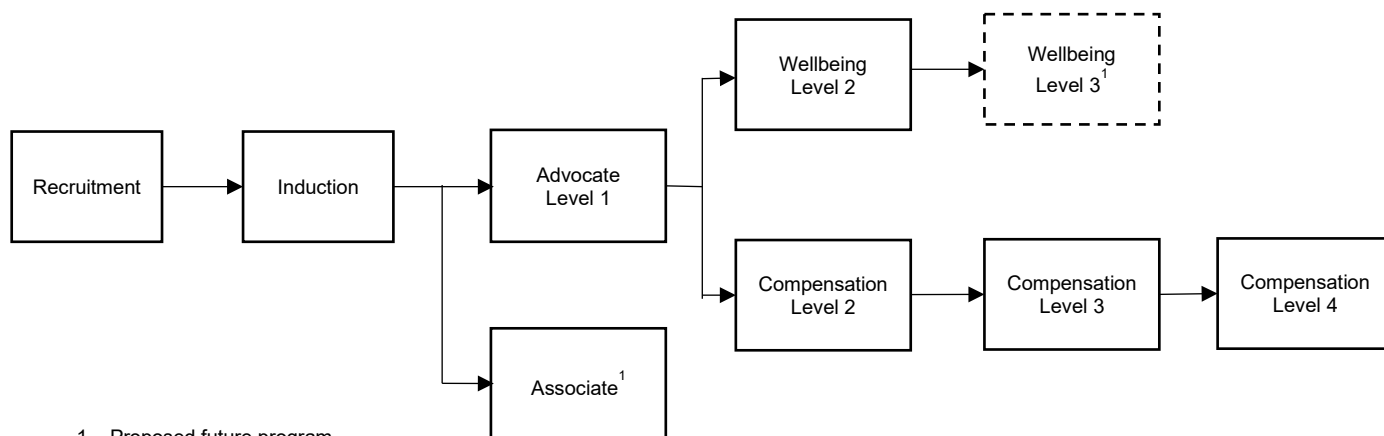 Recruitment
Induction
Advocate
Level 1
Associate¹
Wellbeing
Level 2
Wellbeing
Level 3¹
Compensation
Level 2
Compensation
Level 3
Compensation
Level 4
1 Proposed future program